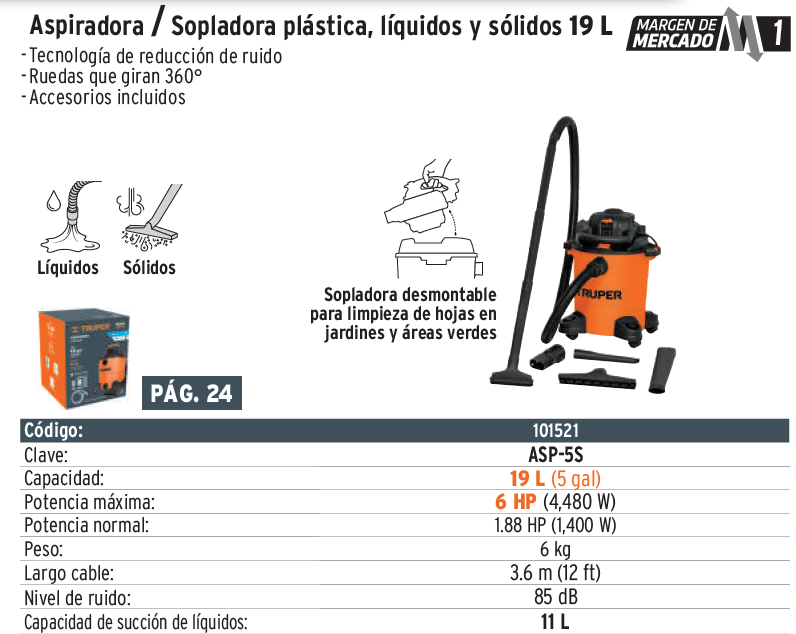 Aspiradora / Sopladora plástica, líquidos y sólidos 19 L
MARGEN DE
MERCADO
1
- Tecnología de reducción de ruido
- Ruedas que giran 360°
- Accesorios incluidos
Líquidos
Sólidos
Sopladora desmontable
para limpieza de hojas en
jardines y áreas verdes
TRUPER
TRUPER
PÁG. 24
Código: 101521
Clave: ASP-5S
Capacidad: 19 L (5 gal)
Potencia máxima: 6 HP (4,480 W)
Potencia normal: 1.88 HP (1,400 W)
Peso: 6 kg
Largo cable: 3.6 m (12 ft)
Nivel de ruido: 85 dB
Capacidad de succión de líquidos: 11 L